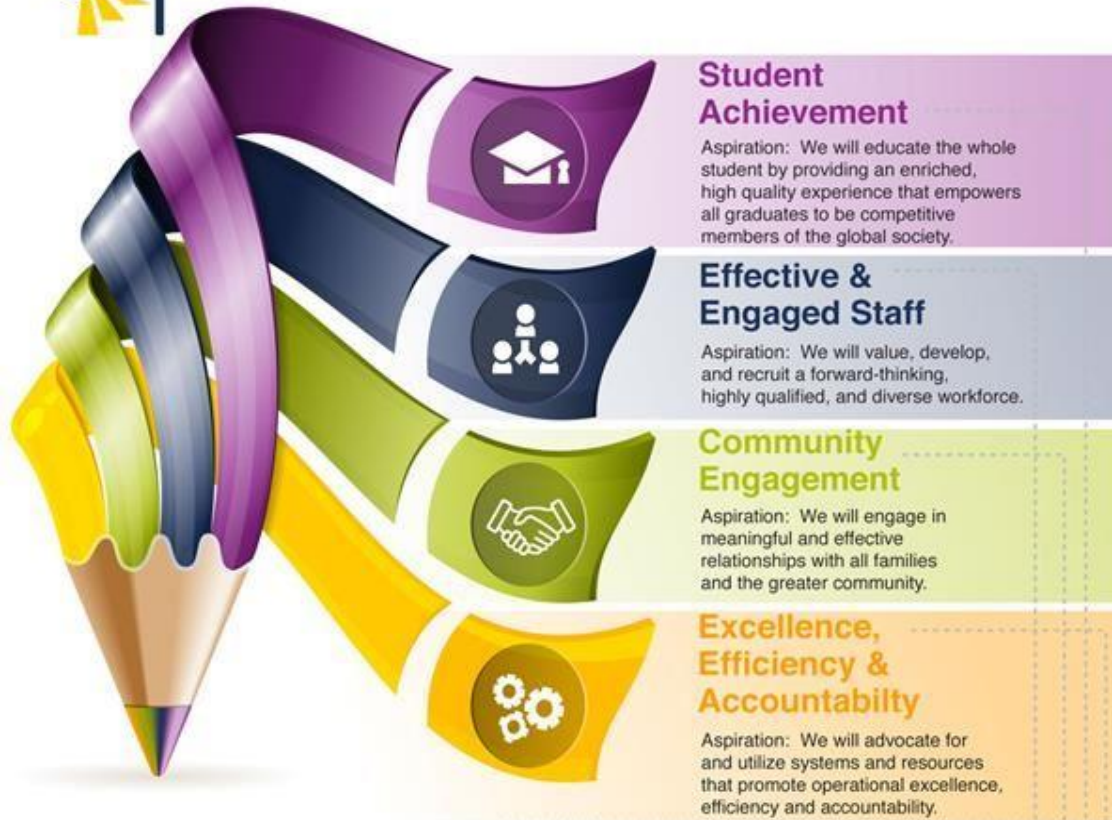 Student
Achievement
Aspiration: We will educate the whole
student by providing an enriched,
high quality experience that empowers
all graduates to be competitive
members of the global society.
Effective &
Engaged Staff
Aspiration: We will value, develop,
and recruit a forward-thinking,
highly qualified, and diverse workforce.
Community
Engagement
Aspiration: We will engage in
meaningful and effective
relationships with all families
and the greater community.
Excellence,
Efficiency &
Accountabilty
Aspiration: We will advocate for
and utilize systems and resources
that promote operational excellence,
efficiency and accountability.